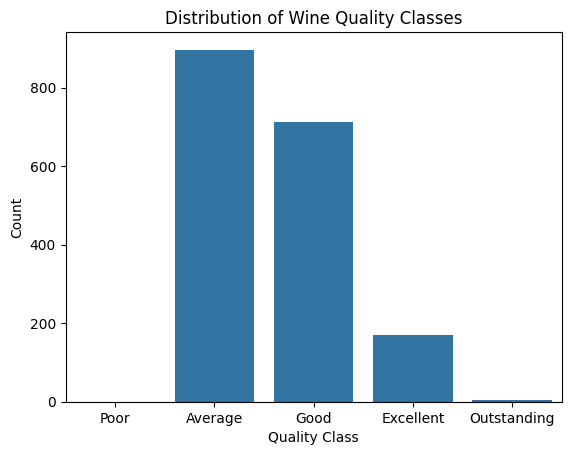 Distribution of Wine Quality Classes
Count
800
600
400
200
0
Poor Average Good Excellent Outstanding
Quality Class